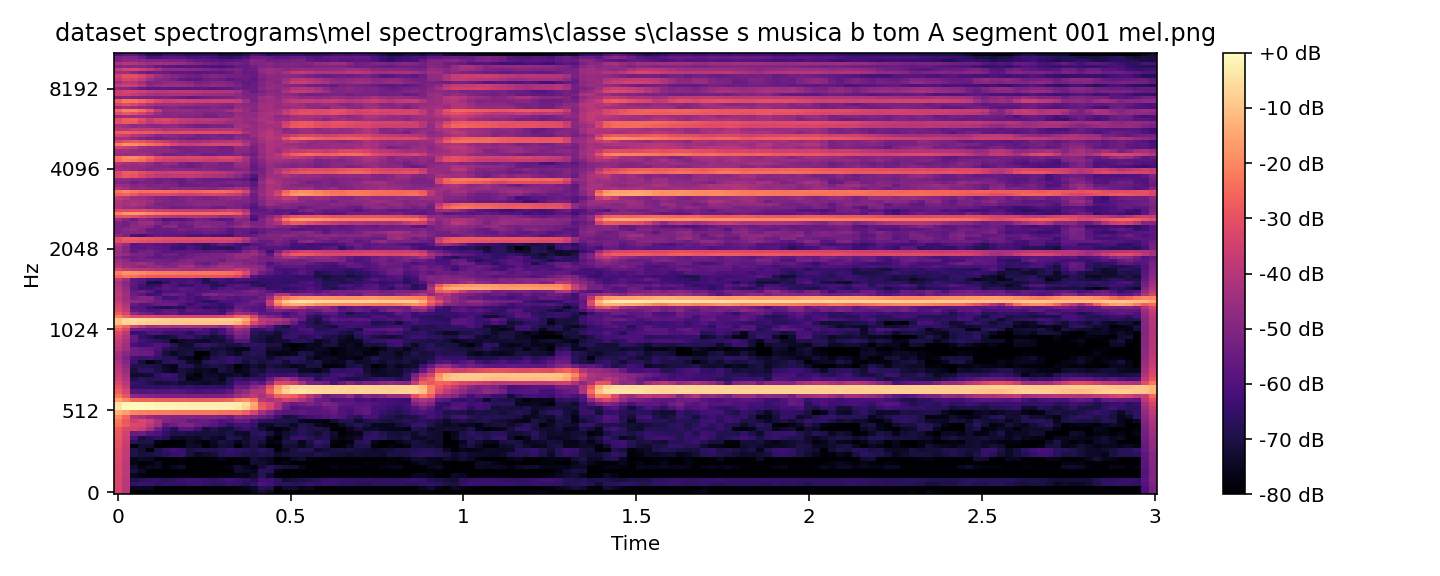 dataset spectrograms\mel spectrograms\classe s\classe s musica b tom A segment 001 mel.png
+0 dB
8192
-10 dB
-20 dB
4096
-30 dB
Hz
2048
-40 dB
1024
-50 dB
-60 dB
512
-70 dB
0
-80 dB
0 0.5 1 1.5 2 2.5 3
Time